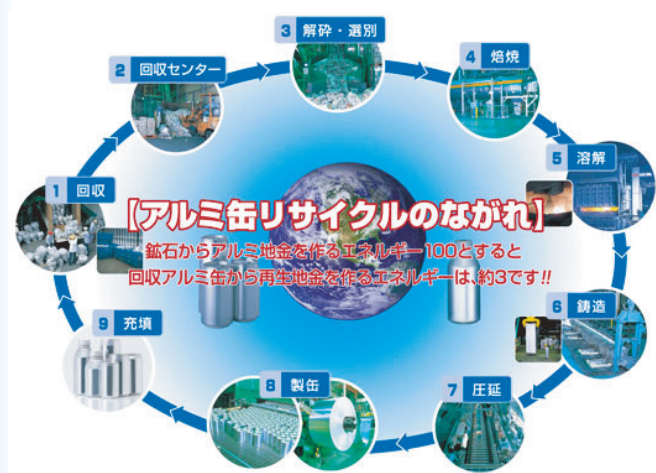 1 回収
2 回収センター
3 解砕・選別
4 焙焼
5 溶解
6 鋳造
7 圧延
8 製缶
9 充填
【アルミ缶リサイクルのながれ】
鉱石からアルミ地金を作るエネルギー100とすると
回収アルミ缶から再生地金を作るエネルギーは、約3です!!